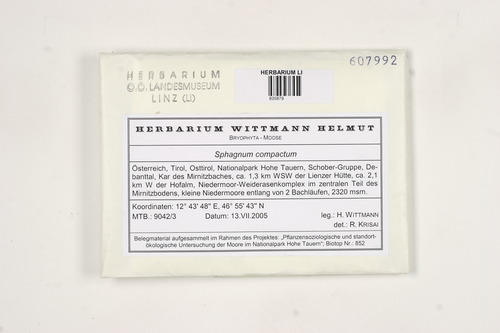 607992
HERBARIUM
O.Ö. LANDESMUSEUM
LINZ (LI)
HERBARIUM LI
HERBARIUM WITTMANN HELMUT
BRYOPHYTA - MOOSE
Sphagnum compactum
Österreich, Tirol, Osttirol, Nationalpark Hohe Tauern, Schober-Gruppe, De-
banttal, Kar des Mirnitzbaches, ca. 1,3 km WSW der Lienzer Hütte, ca. 2,1
km W der Hofalm, Niedermoor-Weiderasenkomplex im zentralen Teil des
Mirnitzbodens, kleine Niedermoore entlang von 2 Bachläufen, 2320 msm.
Koordinaten: 12° 43' 48" E, 46° 55' 43" N
MTB.: 9042/3 Datum: 13.VII.2005 leg.: H. WITTMANN
det.: R. KRISAI
Belegmaterial aufgesammelt im Rahmen des Projektes: „Pflanzensoziologische und standort-
ökologische Untersuchung der Moore im Nationalpark Hohe Tauern"; Biotop Nr.: 852